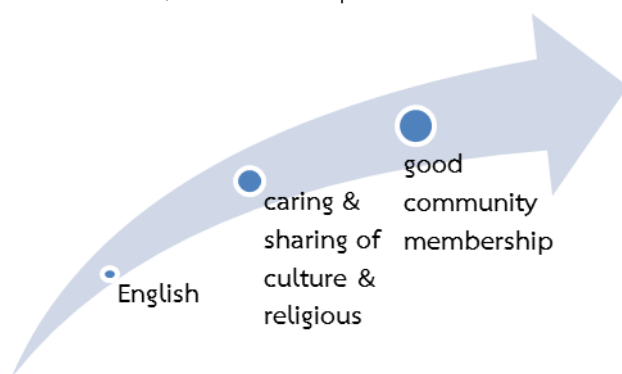 English
caring &
sharing of
culture &
religious
good
community
membership